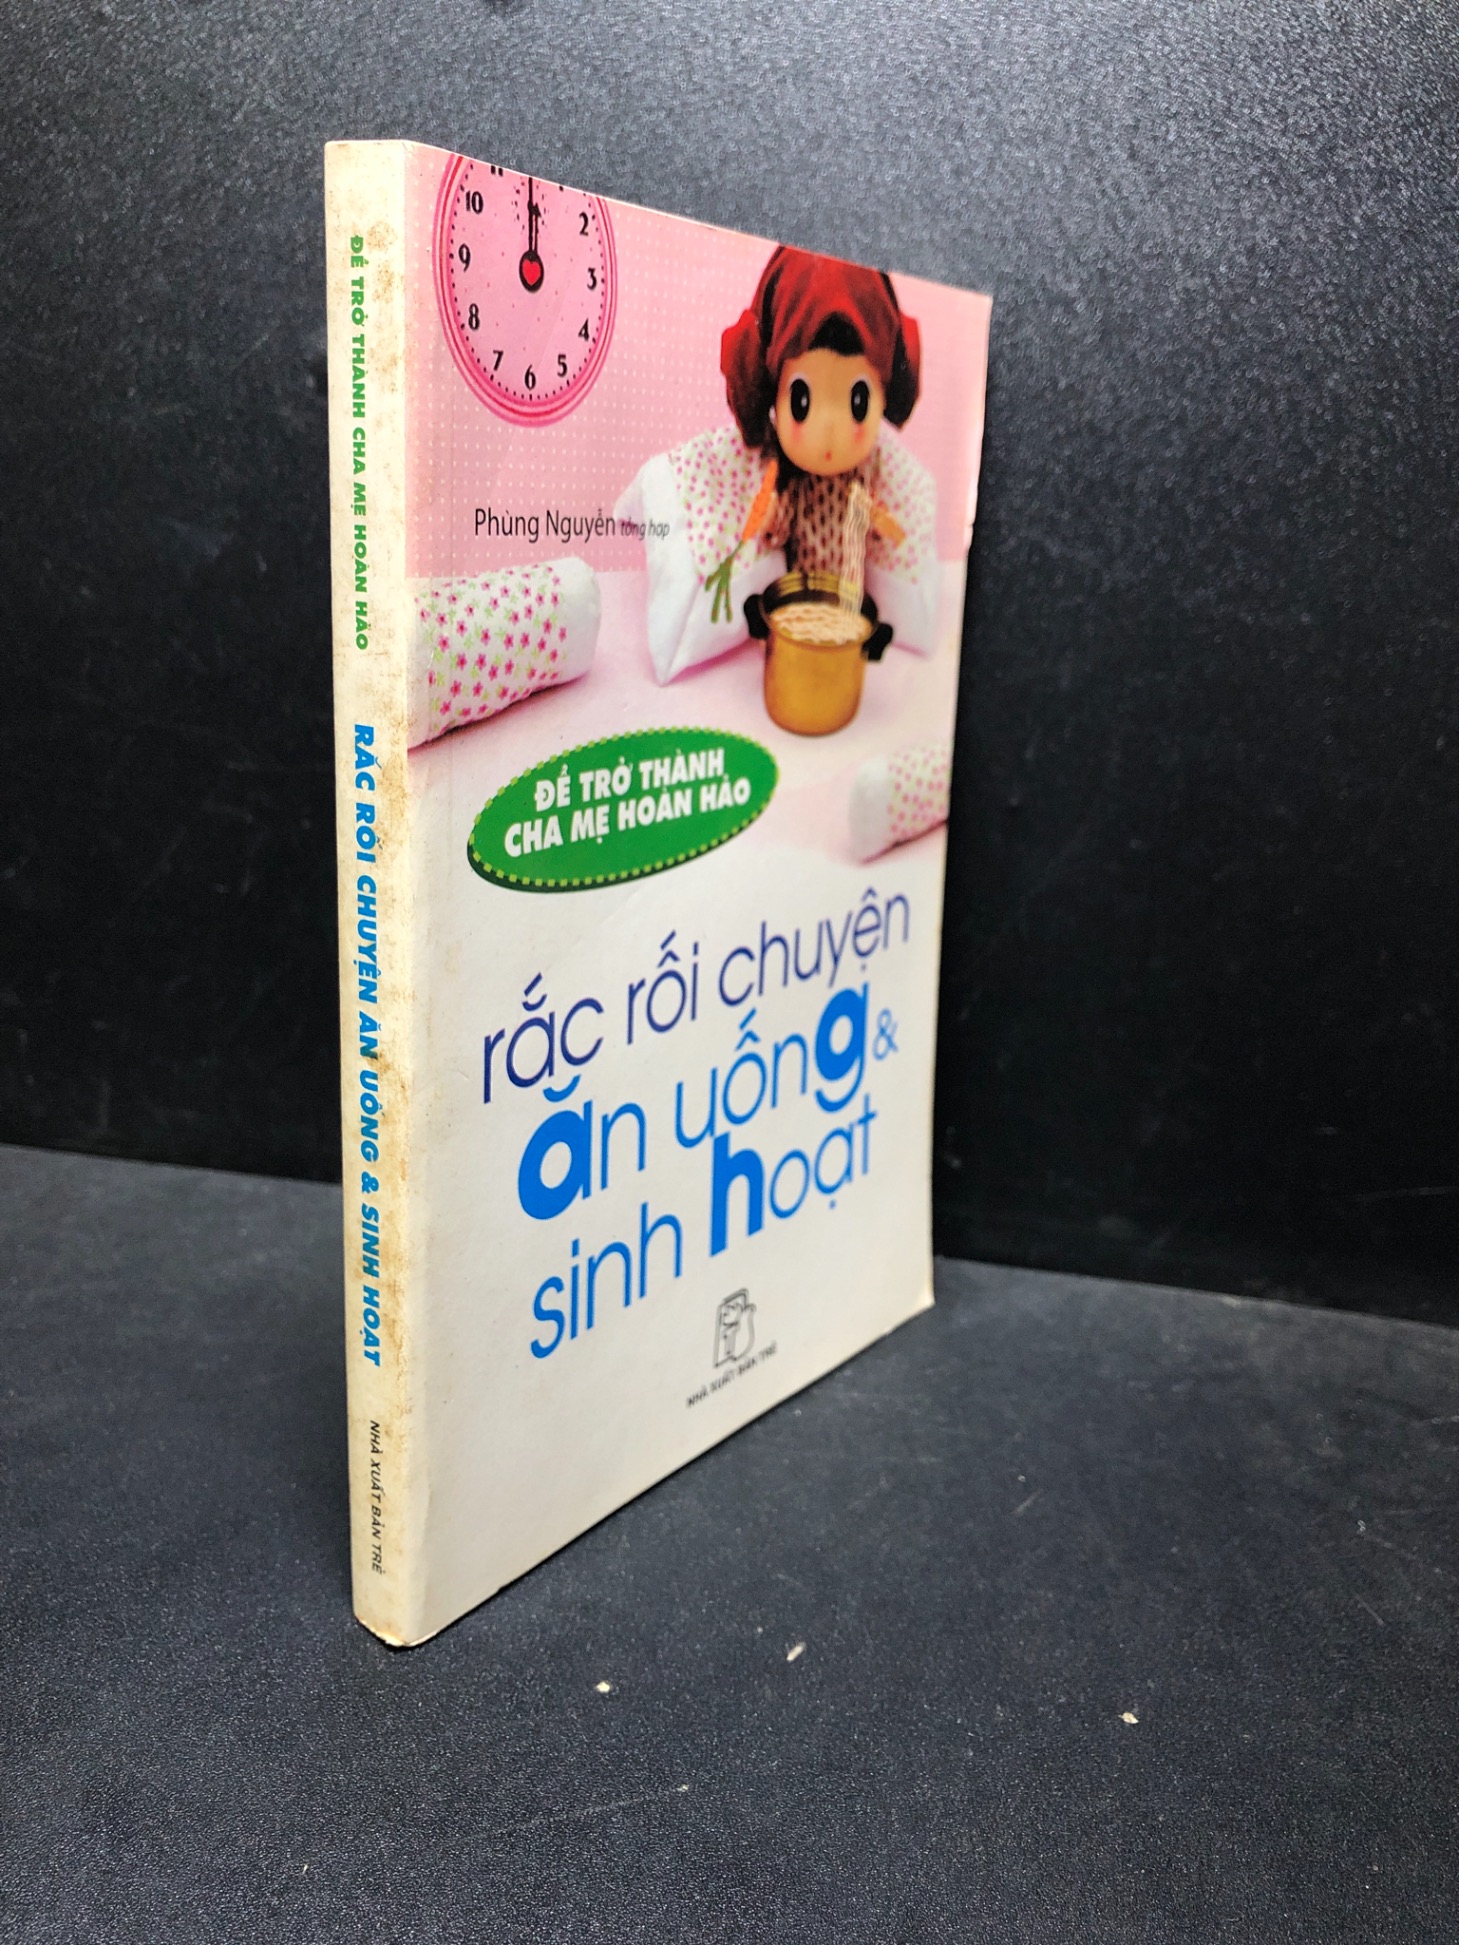 ĐỂ TRỞ THÀNH CHA MẸ HOÀN HẢO
RẮC RỐI CHUYỆN ĂN UỐNG & SINH HOẠT
NHÀ XUẤT BẢN TRẺ
10
2
9
3
8
4
7
6
5
Phùng Nguyễn tổng hợp
ĐỂ TRỞ THÀNH
CHA MẸ HOÀN HẢO
rắc rối chuyện
ăn uống &
sinh hoạt
NHÀ XUẤT BẢN TRẺ